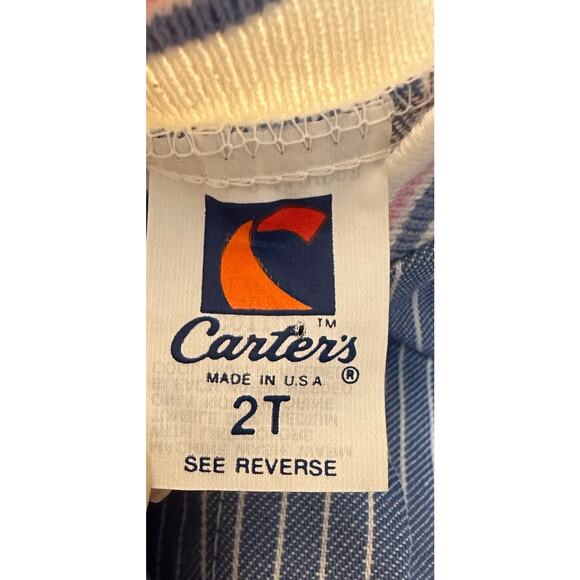 TM
Carter's
MADE IN U.S.A. ®
2T
SEE REVERSE